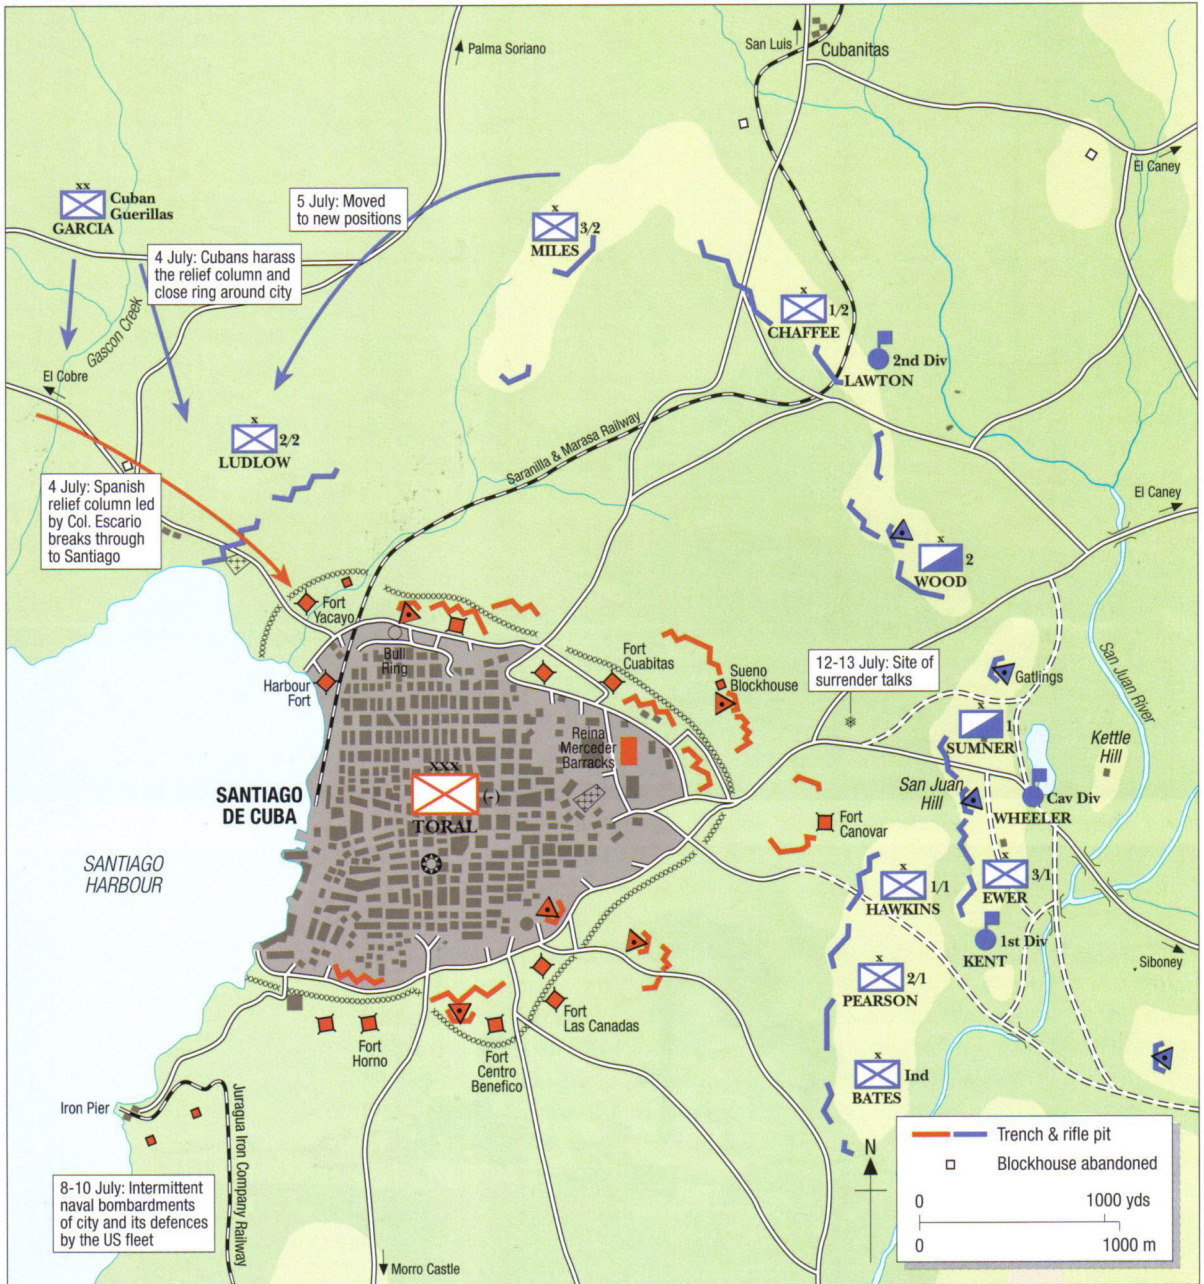 Palma Soriano
San Luis
Cubanitas
El Caney
xx
Cuban
Guerillas
GARCIA
5 July: Moved
to new positions
x
3/2
MILES
4 July: Cubans harass
the relief column and
close ring around city
Gascon Creek
x
1/2
CHAFFEE
2nd Div
LAWTON
El Cobre
x
2/2
LUDLOW
Saranilla & Marasa Railway
4 July: Spanish
relief column led
by Col. Escario
breaks through
to Santiago
El Caney
x
2
WOOD
Fort
Yacayo
Bull
Ring
Harbour
Fort
Fort
Cuabitas
Sueno
Blockhouse
12-13 July: Site of
surrender talks
Gatlings
San Juan River
x
1
SUMNER
Kettle
Hill
Reina
Merceder
Barracks
San Juan
Hill
Cav Div
WHEELER
XXX
(-)
TORAL
SANTIAGO
DE CUBA
Fort
Canovar
SANTIAGO
HARBOUR
x
1/1
HAWKINS
x
3/1
EWER
1st Div
KENT
Siboney
x
2/1
PEARSON
Fort
Las Canadas
Fort
Horno
Fort
Centro
Benefico
x
Ind
BATES
Iron Pier
Juragua Iron Company Railway
8-10 July: Intermittent
naval bombardments
of city and its defences
by the US fleet
Morro Castle
N
Trench & rifle pit
Blockhouse abandoned
0 1000 yds
0 1000 m